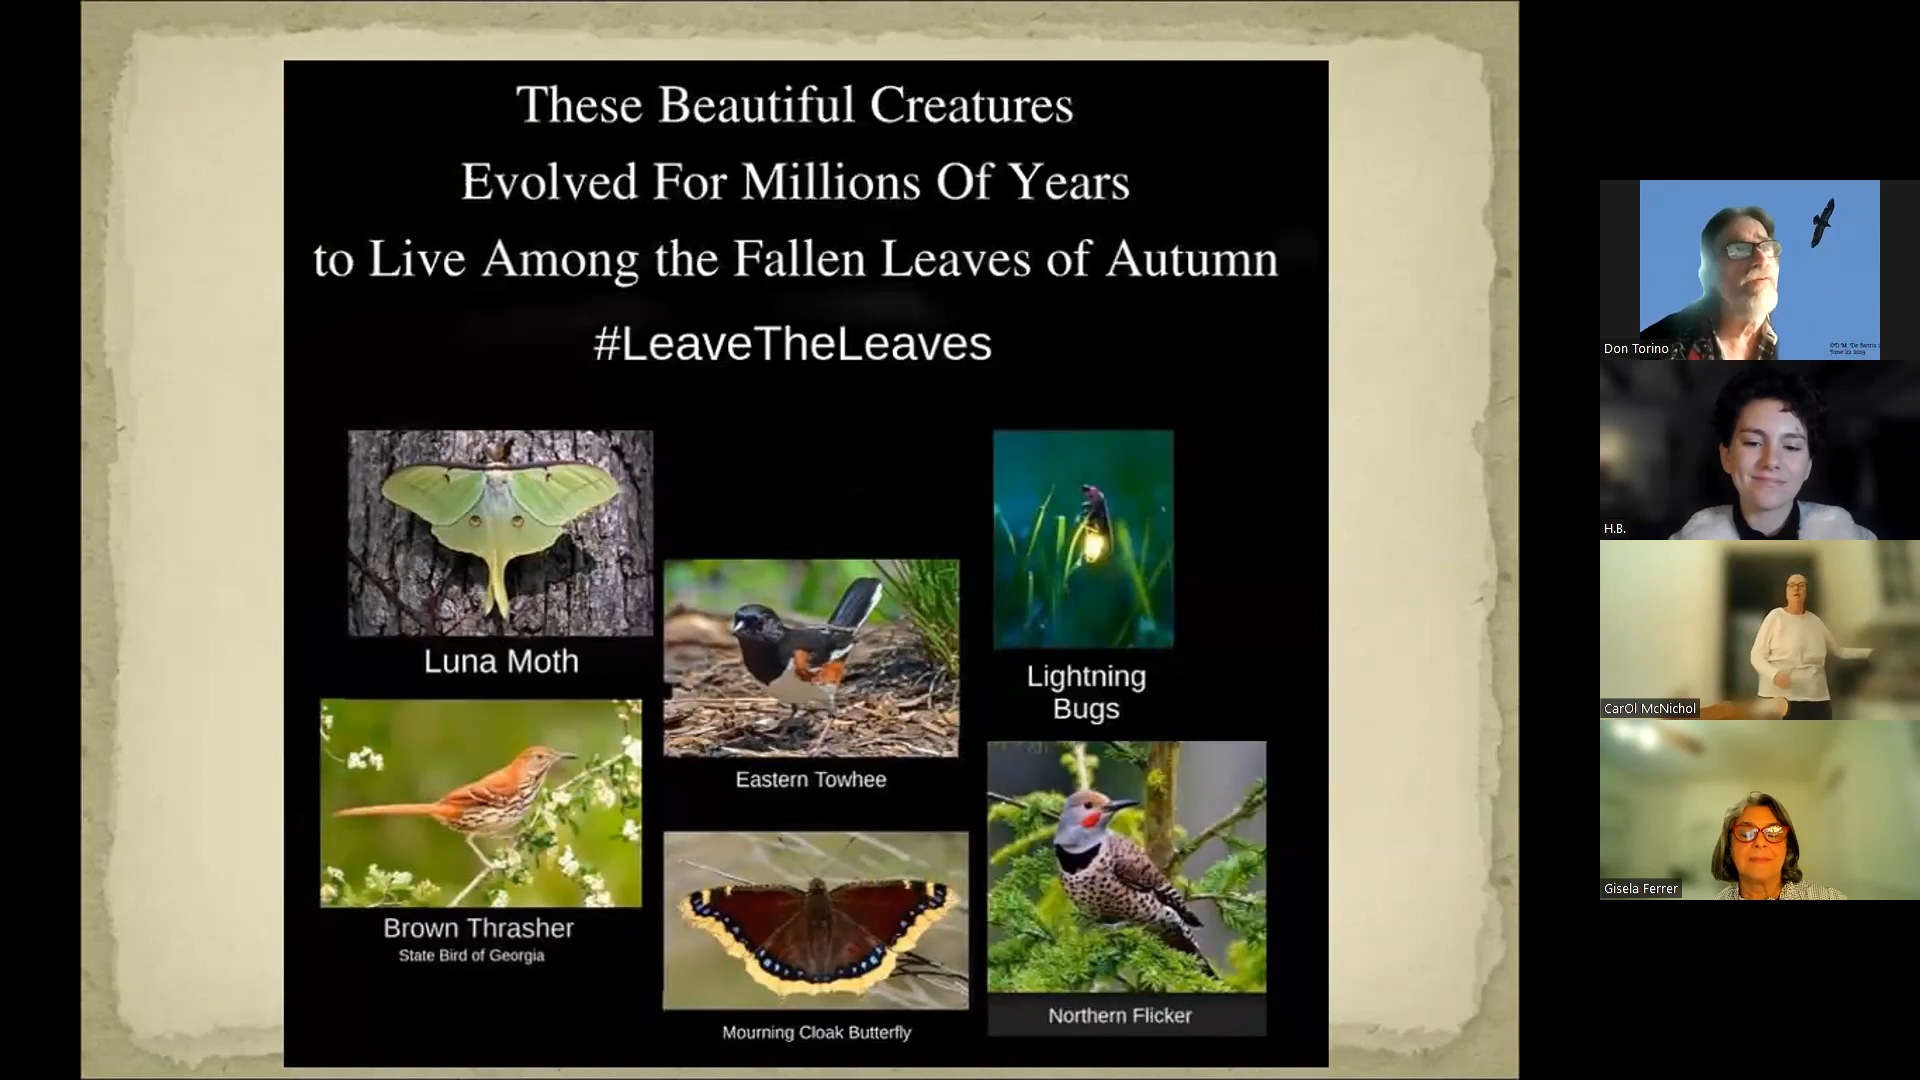 These Beautiful Creatures
Evolved For Millions Of Years
to Live Among the Fallen Leaves of Autumn
#LeaveTheLeaves
Luna Moth
Lightning
Bugs
Eastern Towhee
Brown Thrasher
State Bird of Georgia
Mourning Cloak Butterfly
Northern Flicker
Don Torino
H.B.
CarOl McNichol
Gisela Ferrer